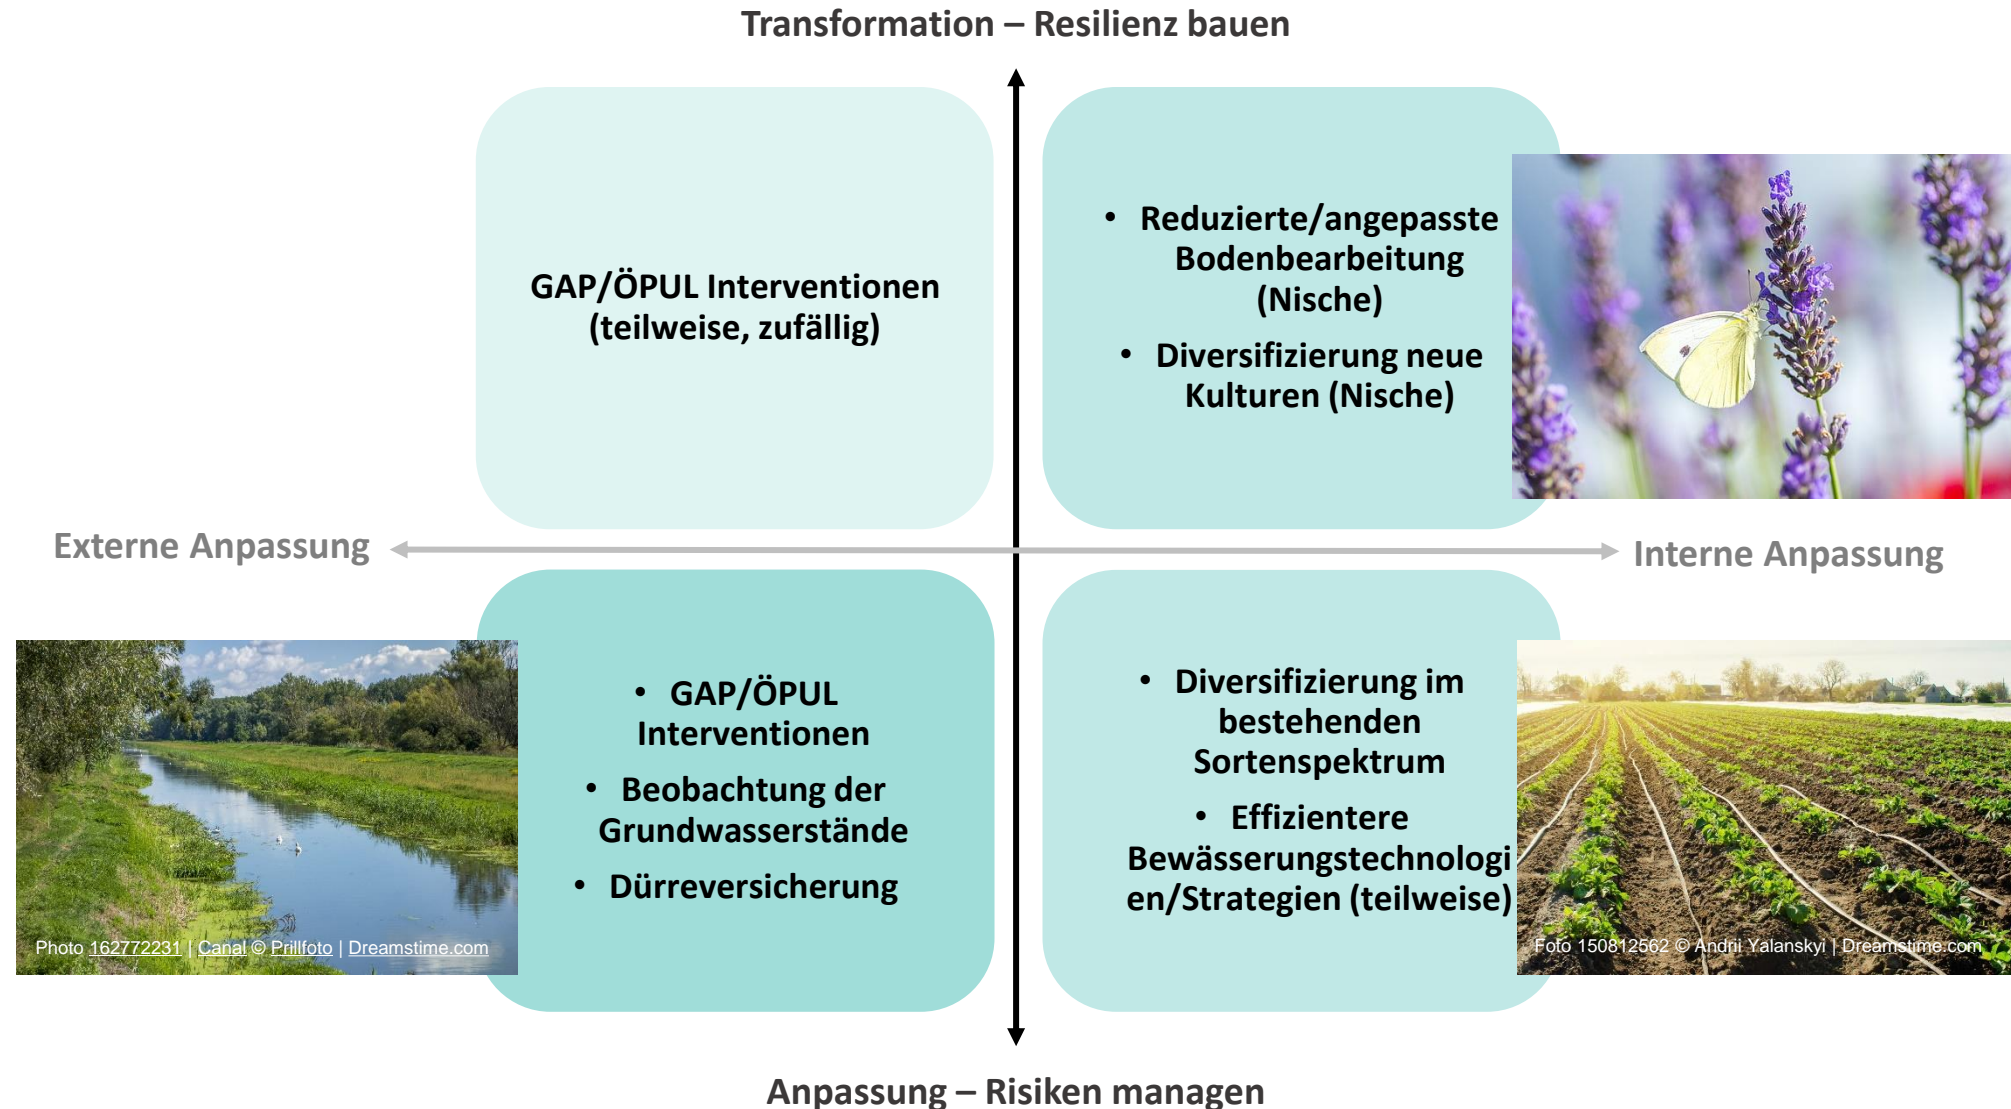 Transformation – Resilienz bauen
GAP/ÖPUL Interventionen
(teilweise, zufällig)
• Reduzierte/angepasste
Bodenbearbeitung
(Nische)
• Diversifizierung neue
Kulturen (Nische)
Externe Anpassung
Interne Anpassung
• GAP/ÖPUL
Interventionen
• Beobachtung der
Grundwasserstände
• Dürreversicherung
• Diversifizierung im
bestehenden
Sortenspektrum
• Effizientere
Bewässerungstechnologi
en/Strategien (teilweise)
Photo 162772231 | Canal © Prillfoto | Dreamstime.com
Foto 150812562 © Andrii Yalanskyi | Dreamstime.com
Anpassung – Risiken managen